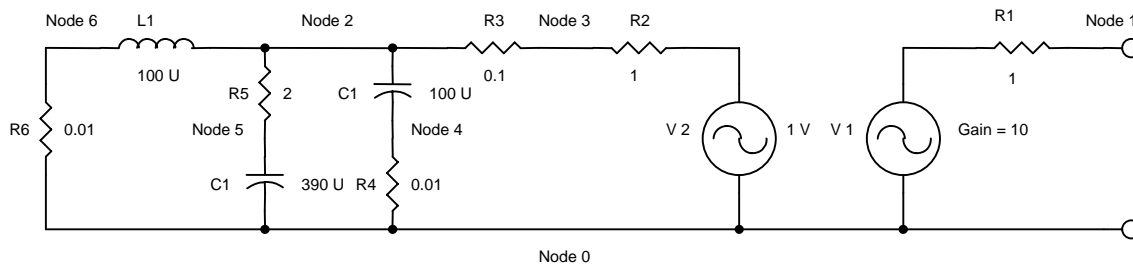 Node 6
L1
Node 2
R3
Node 3
R2
R1
Node 1
100 U
R5
2
C1
100 U
0.1
1
1
R6
0.01
Node 5
Node 4
V 2
1 V
V 1
Gain = 10
C1
390 U
R4
0.01
Node 0